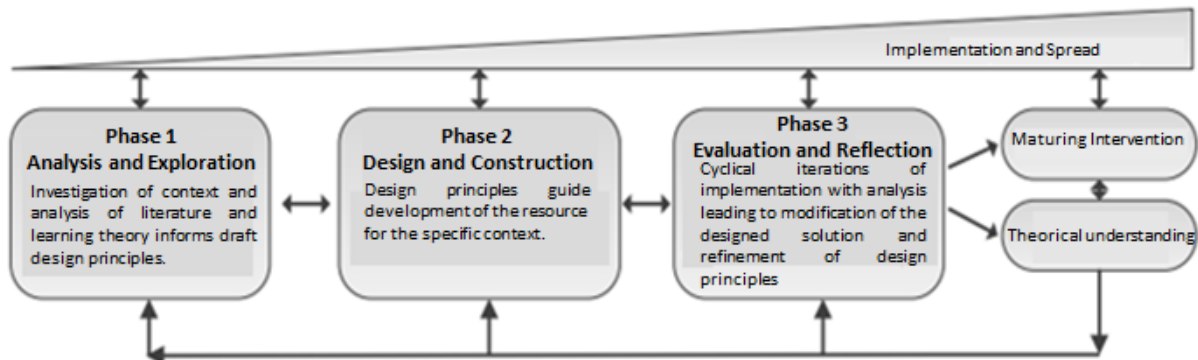 Implementation and Spread
Phase 1
Analysis and Exploration
Investigation of context and
analysis of literature and
learning theory informs draft
design principles.
Phase 2
Design and Construction
Design principles guide
development of the resource
for the specific context.
Phase 3
Evaluation and Reflection
Cyclical iterations of
implementation with analysis
leading to modification of the
designed solution and
refinement of design
principles
Maturing Intervention
Theorical understanding